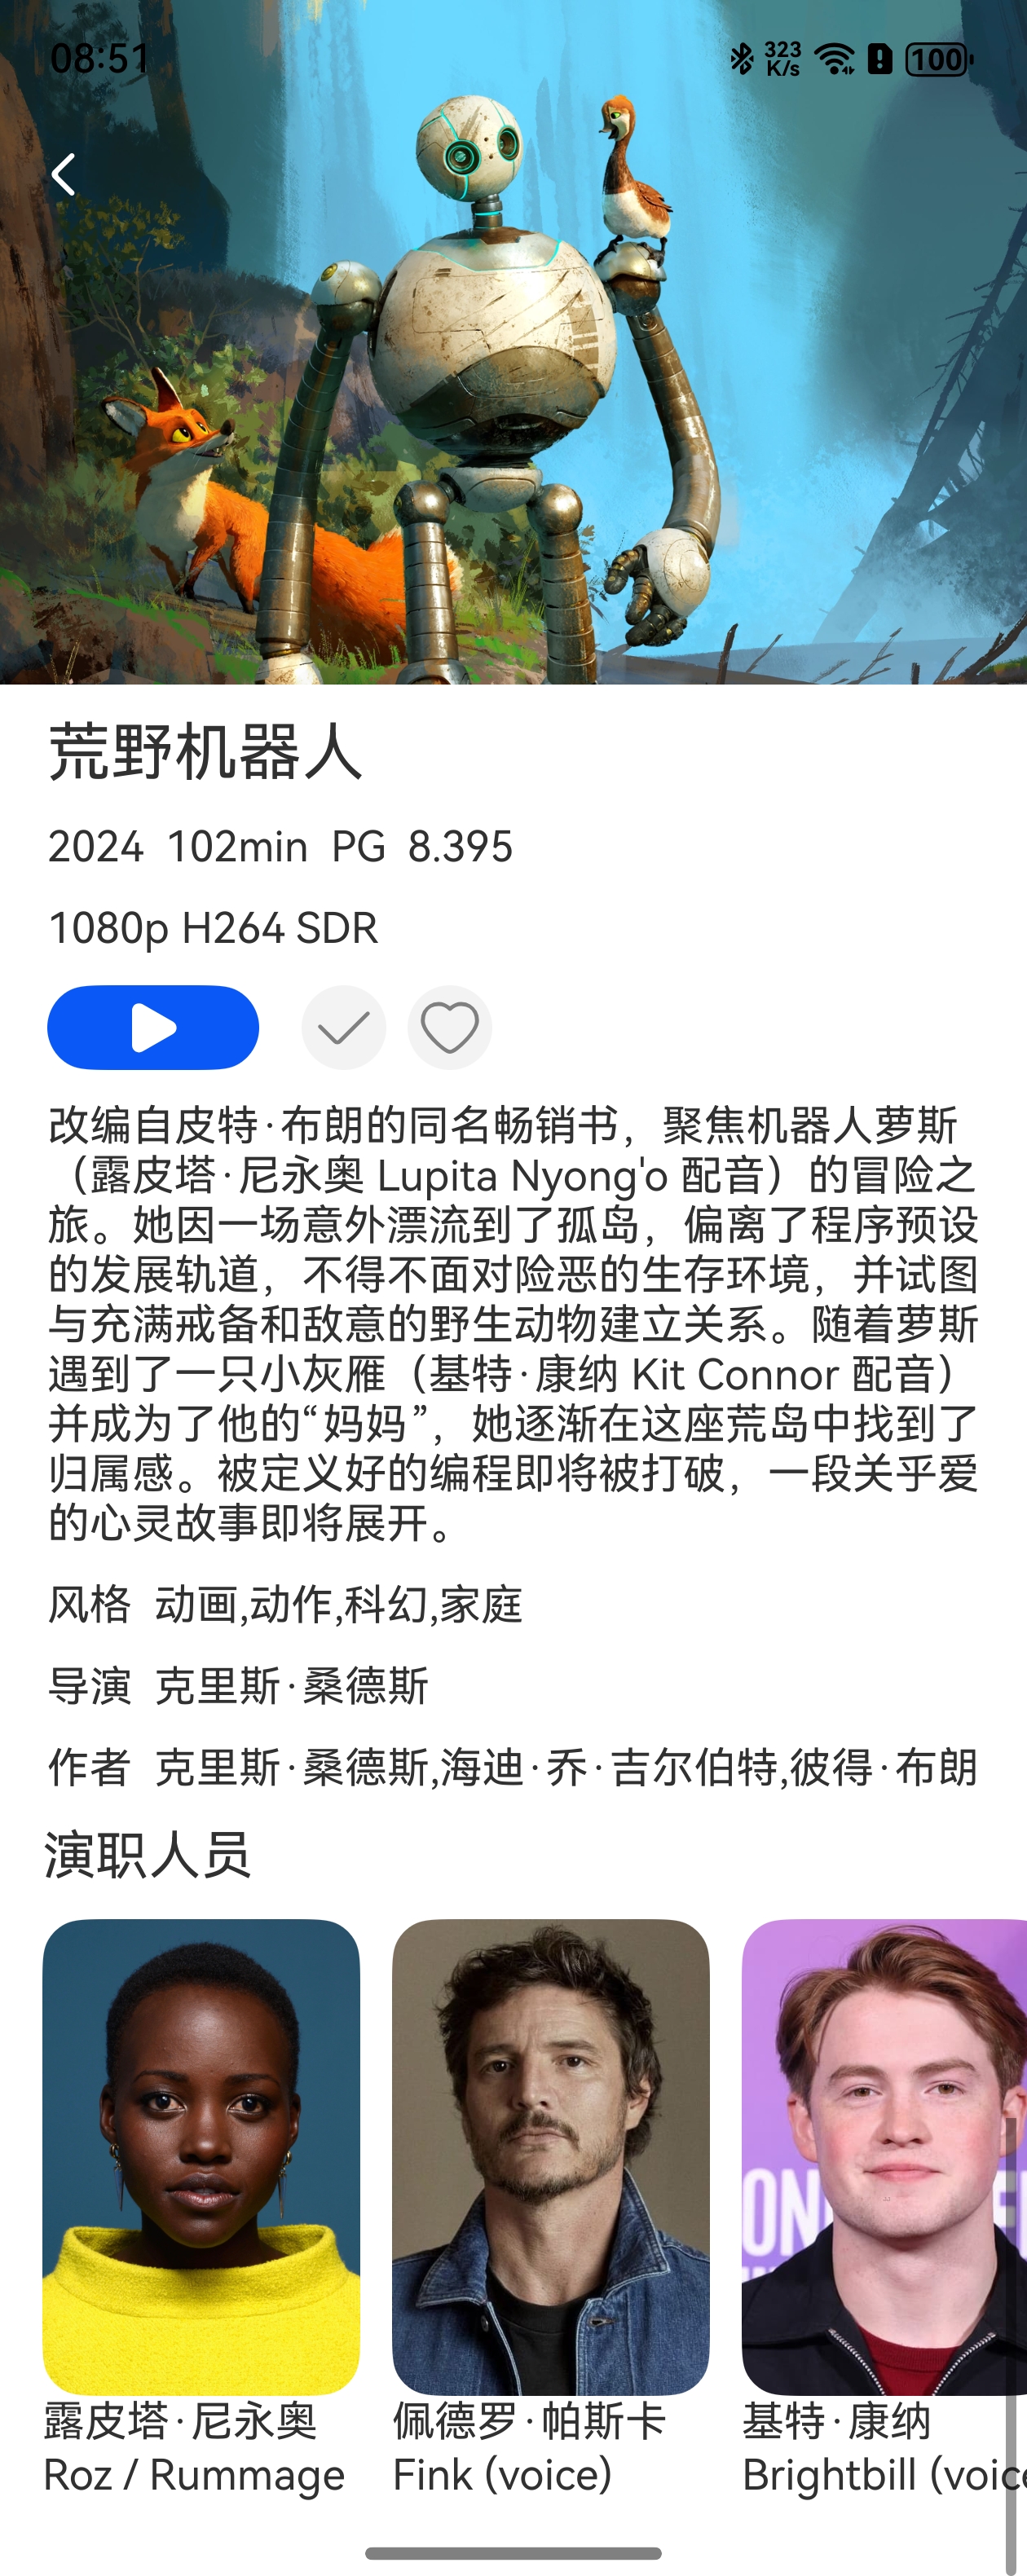 08:51
323
K/s
100
荒野机器人
2024 102min PG 8.395
1080p H264 SDR
改编自皮特·布朗的同名畅销书，聚焦机器人萝斯
（露皮塔·尼永奥 Lupita Nyong'o 配音）的冒险之
旅。她因一场意外漂流到了孤岛，偏离了程序预设
的发展轨道，不得不面对险恶的生存环境，并试图
与充满戒备和敌意的野生动物建立关系。随着萝斯
遇到了一只小灰雁（基特·康纳 Kit Connor 配音）
并成为了他的“妈妈”，她逐渐在这座荒岛中找到了
归属感。被定义好的编程即将被打破，一段关乎爱
的心灵故事即将展开。
风格 动画,动作,科幻,家庭
导演 克里斯·桑德斯
作者 克里斯·桑德斯,海迪·乔·吉尔伯特,彼得·布朗
演职人员
ON
露皮塔·尼永奥 佩德罗·帕斯卡 基特·康纳
Roz / Rummage Fink (voice) Brightbill (voice